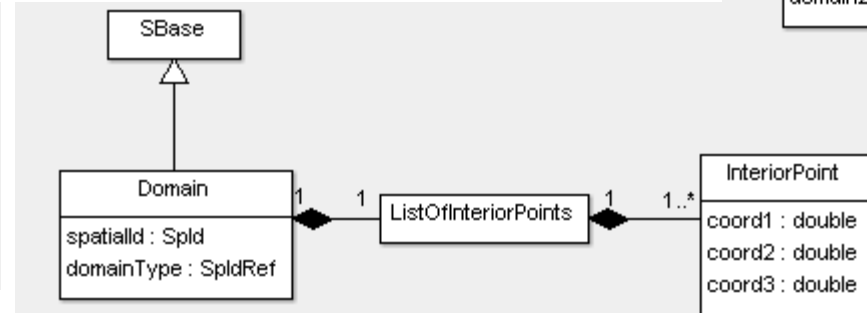 SBase
Domain
spatialId : SpId
domainType : SpIdRef
1
1
ListOfInteriorPoints
1
1..*
InteriorPoint
coord1 : double
coord2 : double
coord3 : double